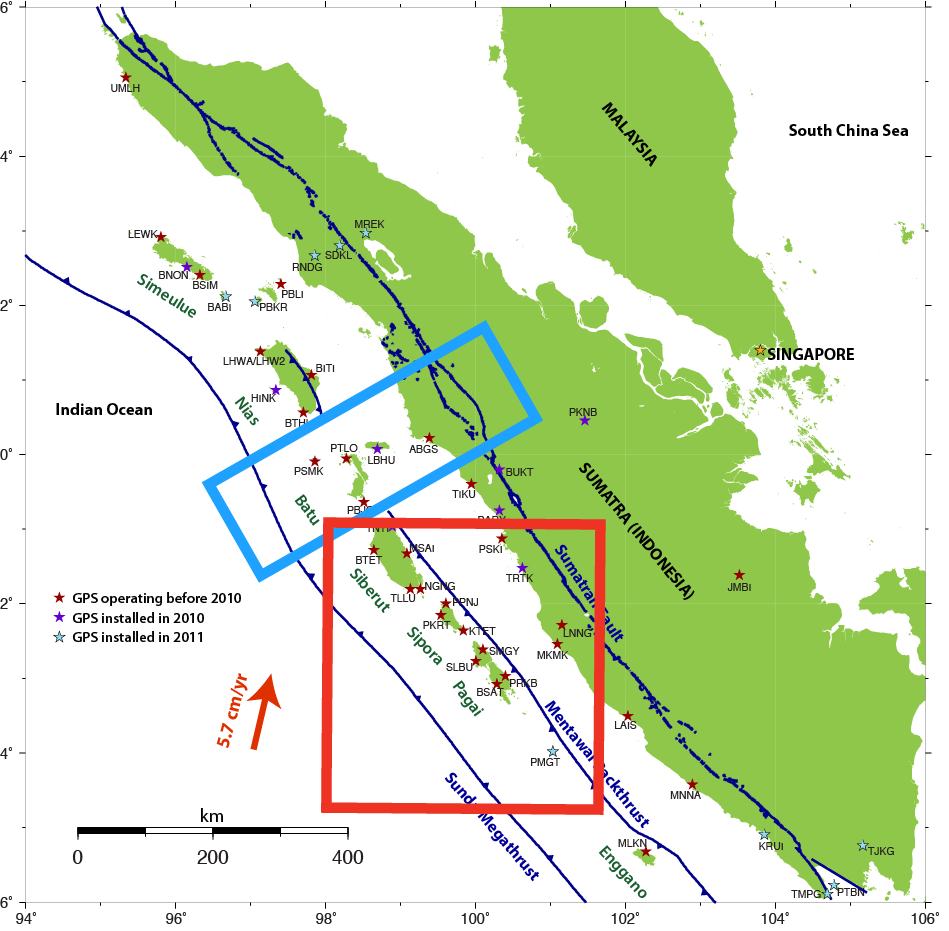 6°
4°
2°
0°
2°
4°
6°
94°
96°
98°
100°
102°
104°
106°
South China Sea
MALAYSIA
Indian Ocean
SINGAPORE
SUMATRA (INDONESIA)
UMLH
LEWK
BNON
BSIM
Simeulue
BABI
PBKR
PBLI
RNDG
SDKL
MREK
LHWA/LHW2
BITI
HINK
BTHL
Nias
PTLO
LBHU
PSMK
ABGS
PKNB
Batu
TIKU
BUKT
PSKI
BTET
MSAI
TRTK
JMBI
Siberut
TLLU
NGNG
PPNJ
PKRT
KTET
Sumatran Fault
LNNG
MKMK
Sipora
SMGY
SLBU
BSAT
PRKB
Pagai
LAIS
PMGT
Mentawai Backthrust
Sunda Megathrust
MNNA
MLKN
Enggano
KRUI
TJKG
TMPG
PTBN
GPS operating before 2010
GPS installed in 2010
GPS installed in 2011
5.7 cm/yr
km
0
200
400